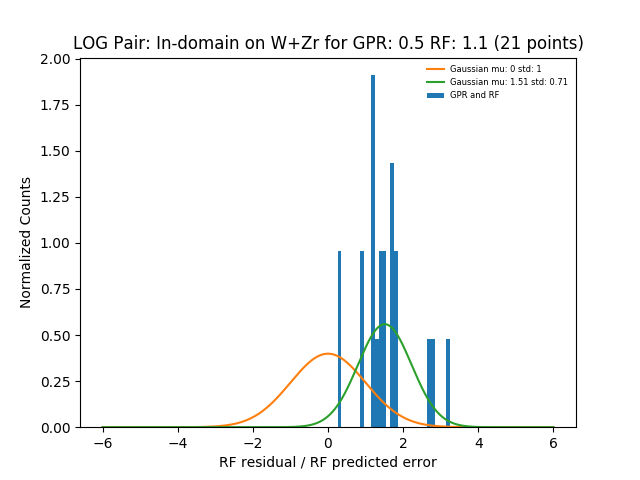 LOG Pair: In-domain on W+Zr for GPR: 0.5 RF: 1.1 (21 points)
Gaussian mu: 0 std: 1
Gaussian mu: 1.51 std: 0.71
GPR and RF
Normalized Counts
2.00
1.75
1.50
1.25
1.00
0.75
0.50
0.25
0.00
−6
−4
−2
0
2
4
6
RF residual / RF predicted error